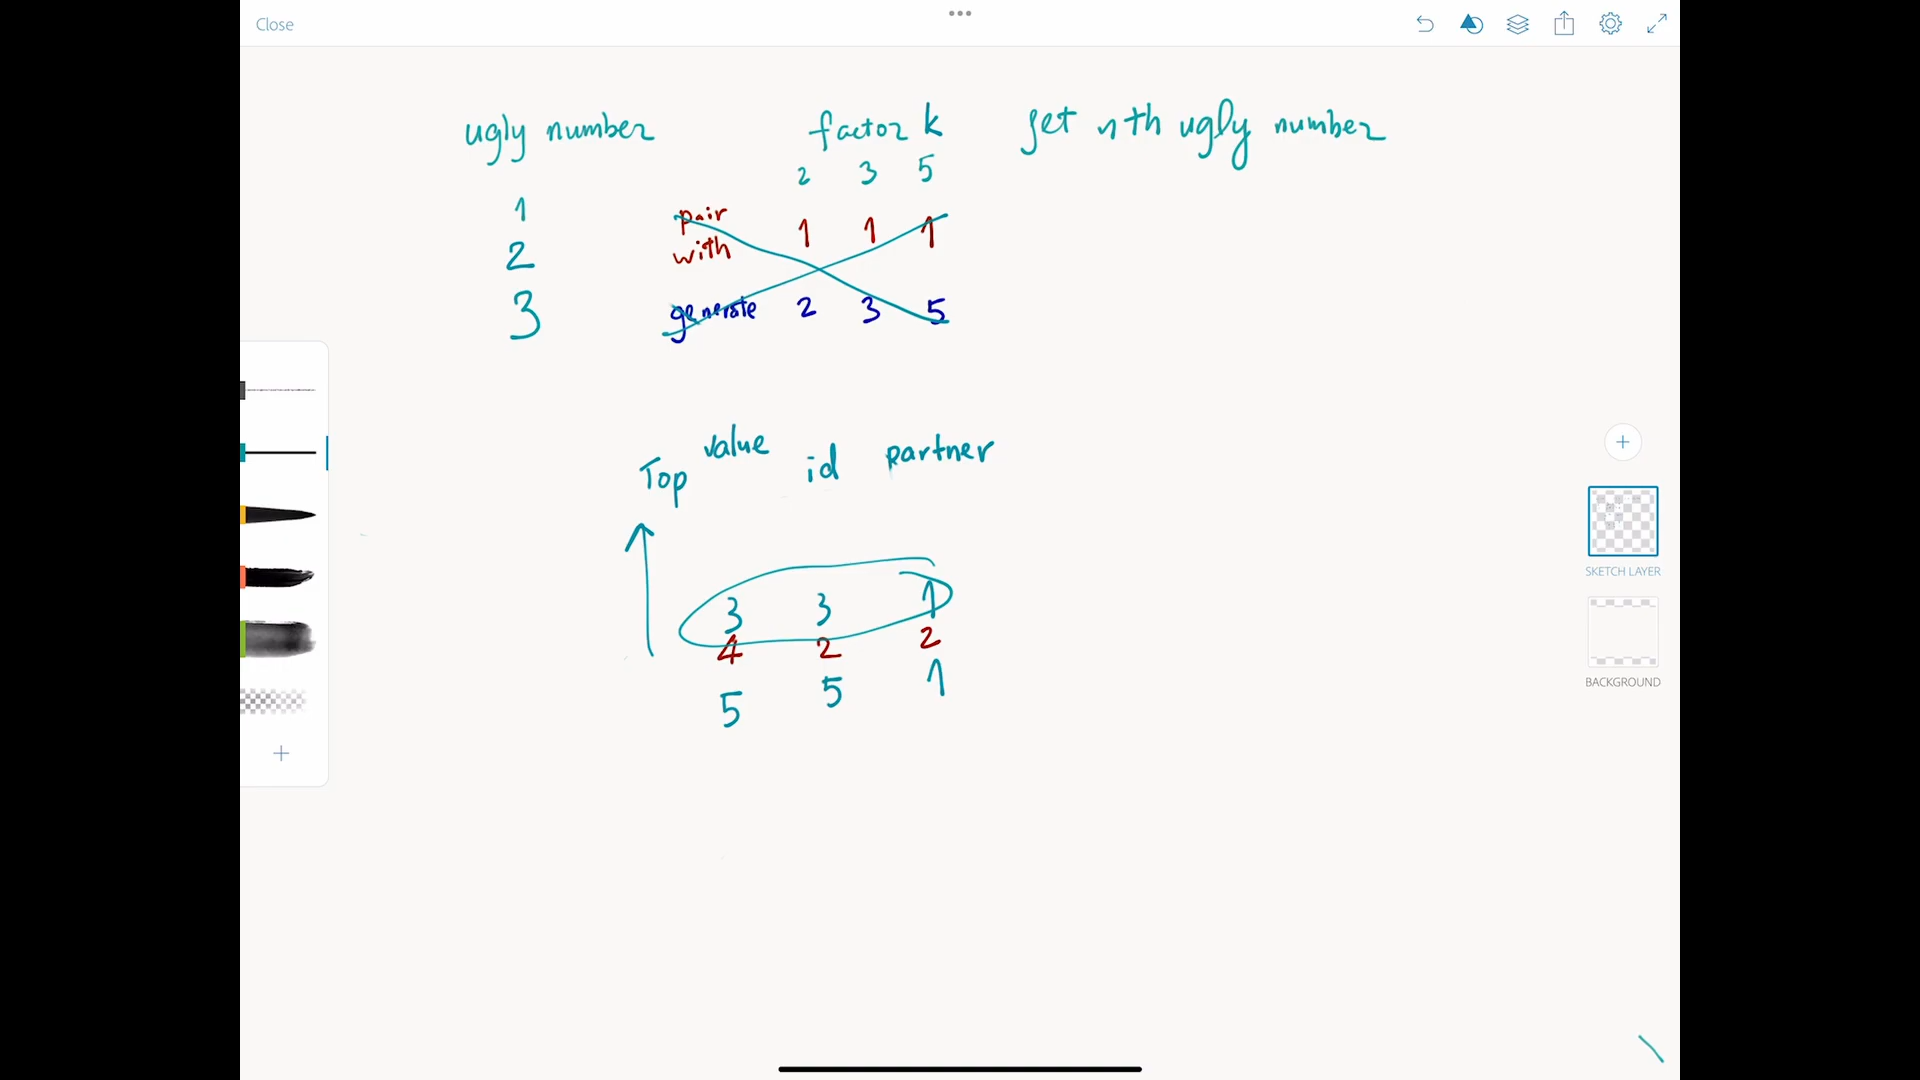 Close
ugly number factor k get nth ugly number
2 3 5
1 pair with 1 1 1
2
3 generate 2 3 5
Top value id partner
3 3 1
4 2 2
5 5 1
SKETCH LAYER
BACKGROUND